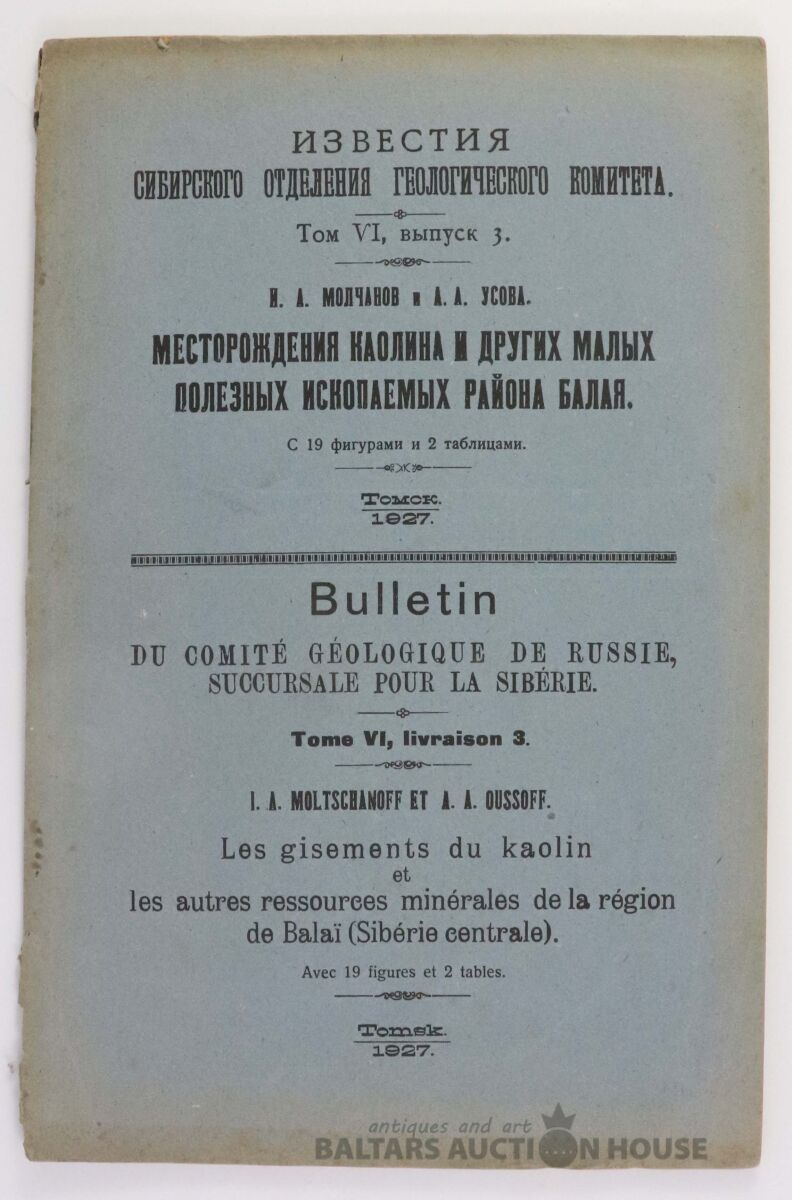 ИЗВЕСТИЯ
СИБИРСКОГО ОТДЕЛЕНИЯ ГЕОЛОГИЧЕСКОГО КОМИТЕТА.
Том VI, выпуск 3.
И. А. МОЛЧАНОВ и А. А. УСОВА.
МЕСТОРОЖДЕНИЯ КАОЛИНА И ДРУГИХ МАЛЫХ
ПОЛЕЗНЫХ ИСКОПАЕМЫХ РАЙОНА БАЛАЯ.
С 19 фигурами и 2 таблицами.
Томск.
1927.
Bulletin
DU COMITÉ GÉOLOGIQUE DE RUSSIE,
SUCCURSALE POUR LA SIBÉRIE.
Tome VI, livraison 3.
I. A. MOLTSCHANOFF ET A. A. OUSSOFF.
Les gisements du kaolin
et
les autres ressources minérales de la région
de Balaï (Sibérie centrale).
Avec 19 figures et 2 tables.
Tomsk.
1927.
antiques and art
BALTARS AUCTION HOUSE